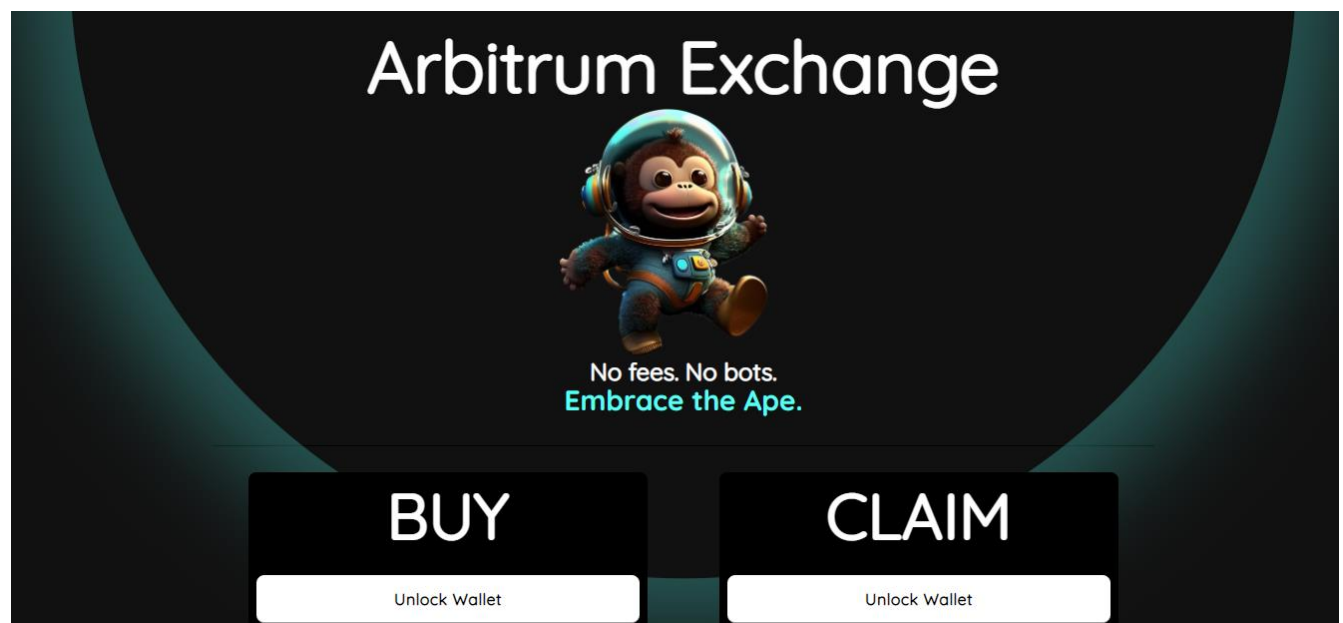 Arbitrum Exchange
No fees. No bots.
Embrace the Ape.
BUY
Unlock Wallet
CLAIM
Unlock Wallet